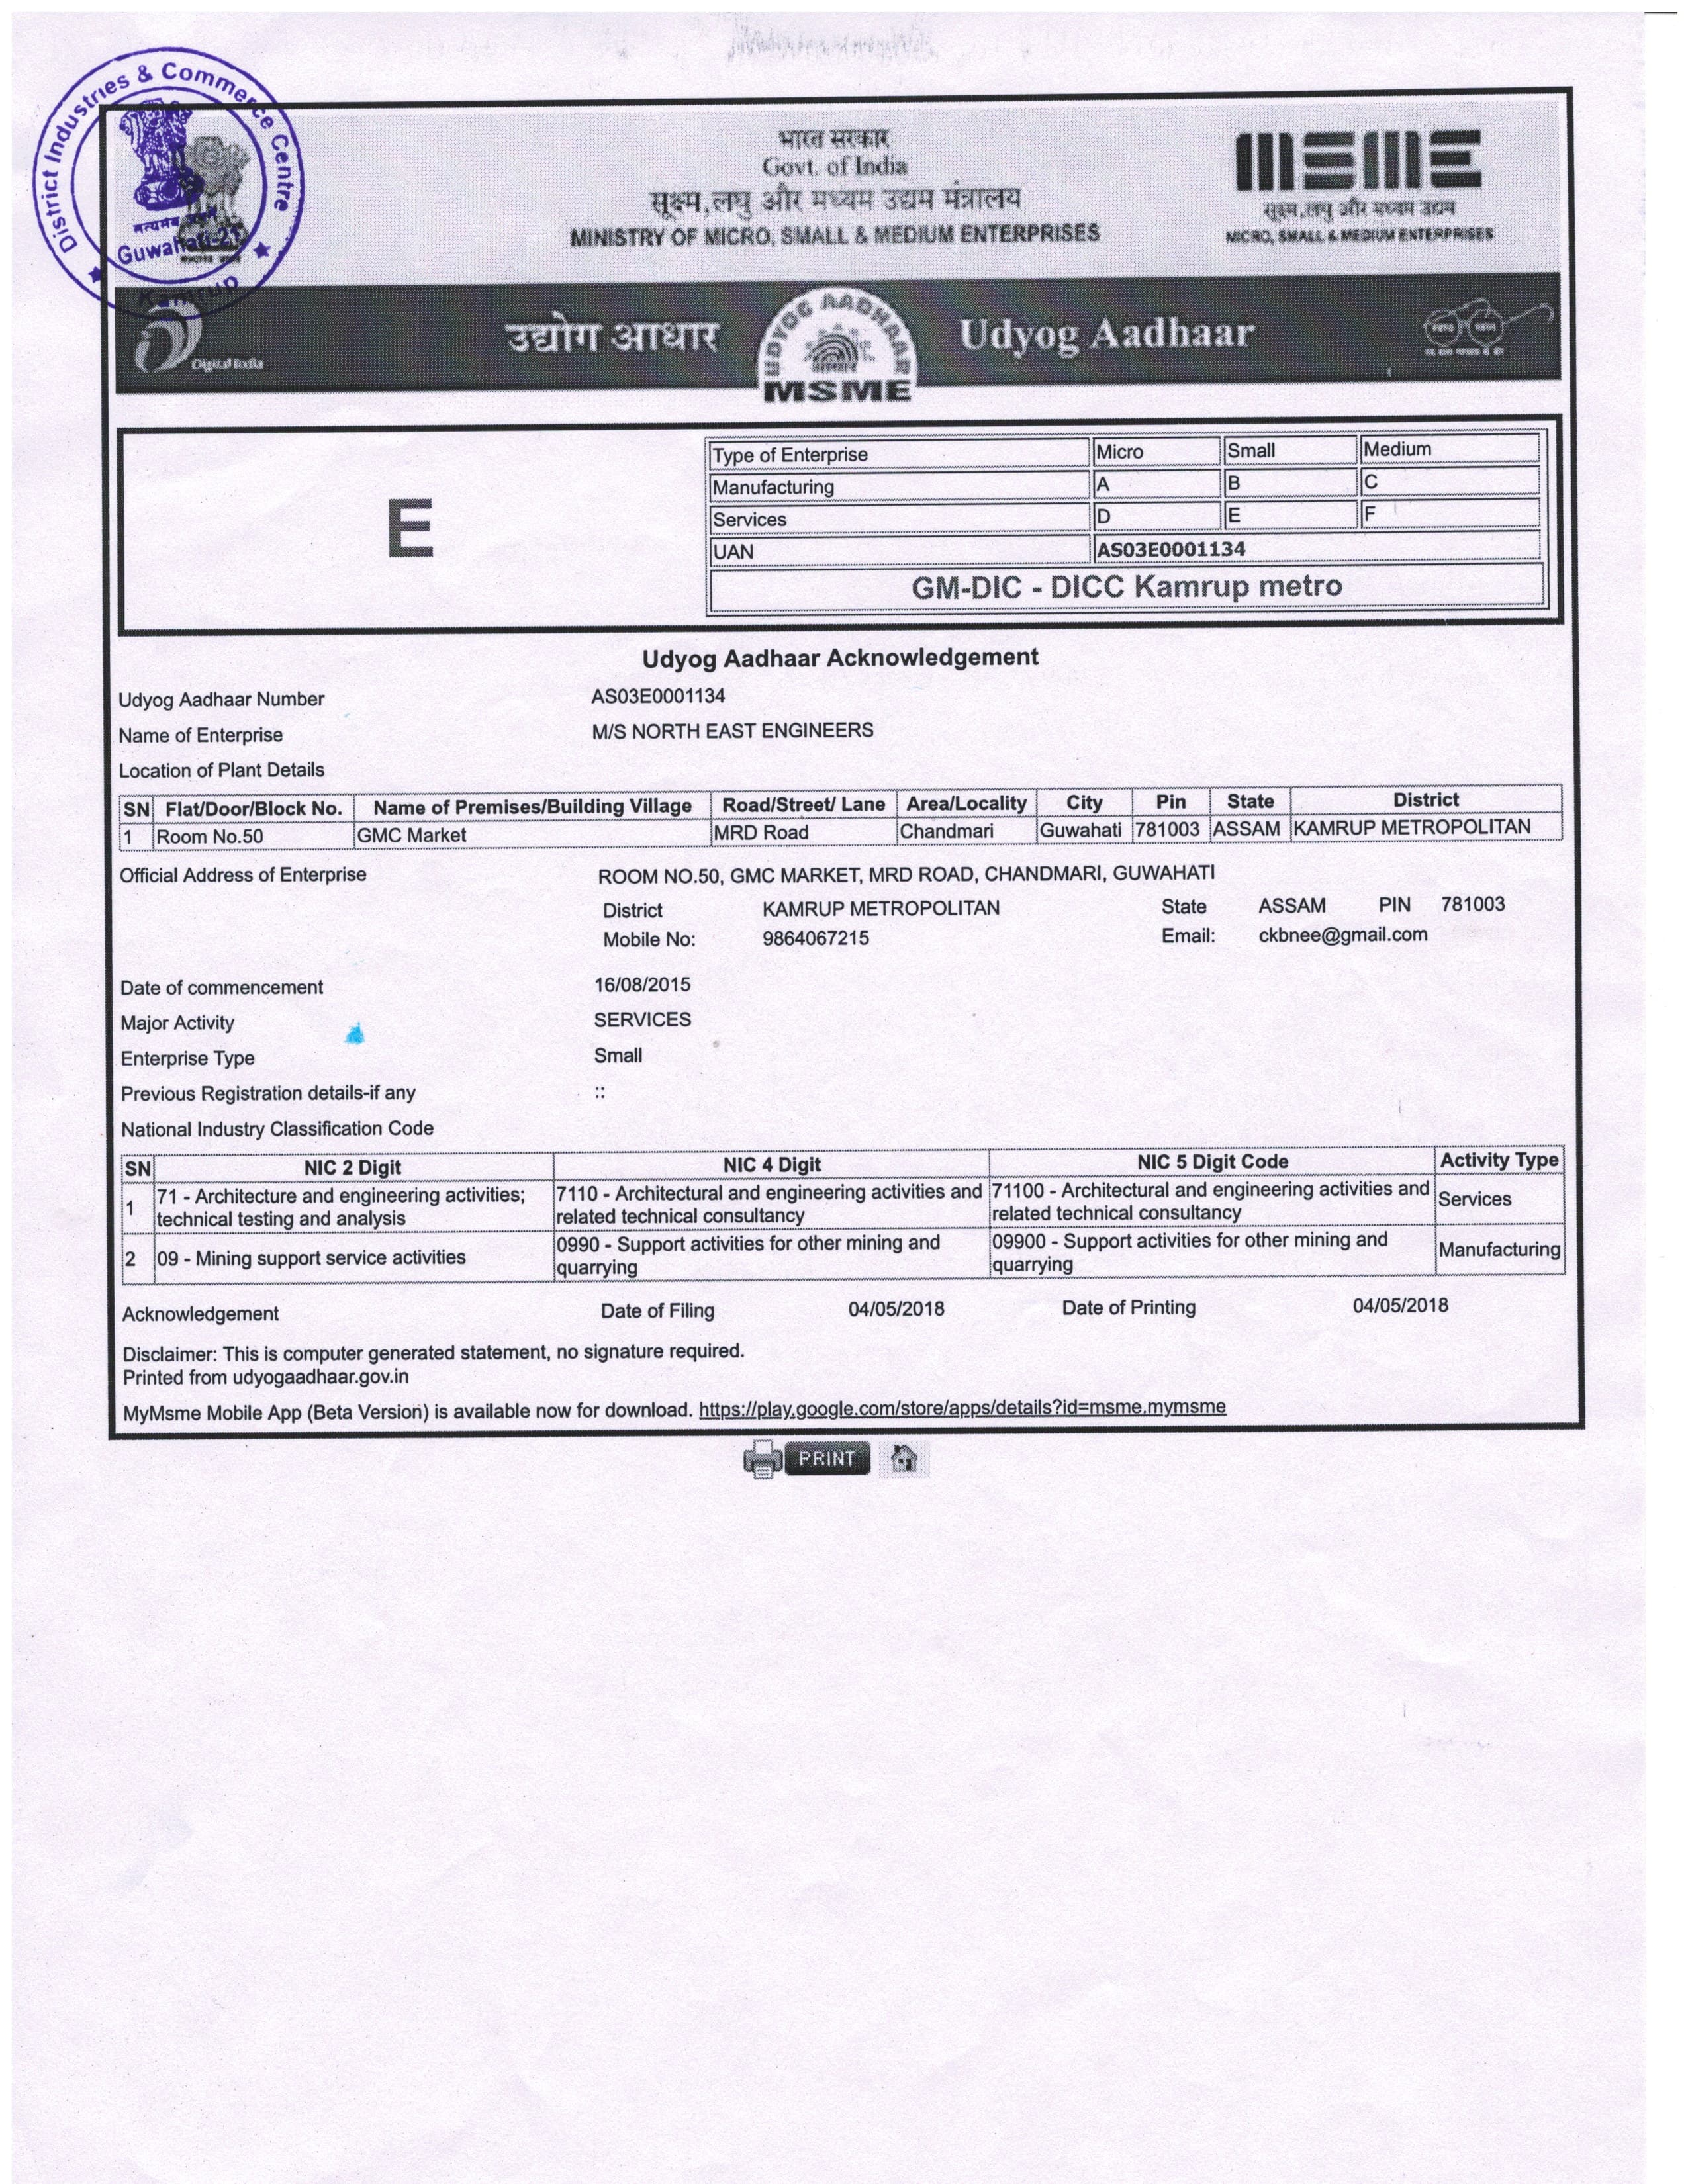 District Industries & Commerce Centre
Guwahati-21
Kamrup
भारत सरकार
Govt. of India
सूक्ष्म,लघु और मध्यम उद्यम मंत्रालय
MINISTRY OF MICRO, SMALL & MEDIUM ENTERPRISES
MSME
सूक्ष्म,लघु और मध्यम उद्यम
MICRO, SMALL & MEDIUM ENTERPRISES
Digital India
उद्योग आधार
UDYOG AADHAAR
आधार
MSME
Udyog Aadhaar
E
Type of Enterprise Micro Small Medium
Manufacturing A B C
Services D E F
UAN AS03E0001134
GM-DIC - DICC Kamrup metro
Udyog Aadhaar Acknowledgement
Udyog Aadhaar Number AS03E0001134
Name of Enterprise M/S NORTH EAST ENGINEERS
Location of Plant Details
SN Flat/Door/Block No. Name of Premises/Building Village Road/Street/ Lane Area/Locality City Pin State District
1 Room No.50 GMC Market MRD Road Chandmari Guwahati 781003 ASSAM KAMRUP METROPOLITAN
Official Address of Enterprise ROOM NO.50, GMC MARKET, MRD ROAD, CHANDMARI, GUWAHATI
District KAMRUP METROPOLITAN State ASSAM PIN 781003
Mobile No: 9864067215 Email: ckbnee@gmail.com
Date of commencement 16/08/2015
Major Activity SERVICES
Enterprise Type Small
Previous Registration details-if any ::
National Industry Classification Code
SN NIC 2 Digit NIC 4 Digit NIC 5 Digit Code Activity Type
1 71 - Architecture and engineering activities; 7110 - Architectural and engineering activities and 71100 - Architectural and engineering activities and Services
technical testing and analysis related technical consultancy related technical consultancy
2 09 - Mining support service activities 0990 - Support activities for other mining and 09900 - Support activities for other mining and Manufacturing
quarrying quarrying
Acknowledgement Date of Filing 04/05/2018 Date of Printing 04/05/2018
Disclaimer: This is computer generated statement, no signature required.
Printed from udyogaadhaar.gov.in
MyMsme Mobile App (Beta Version) is available now for download. https://play.google.com/store/apps/details?id=msme.mymsme
PRINT